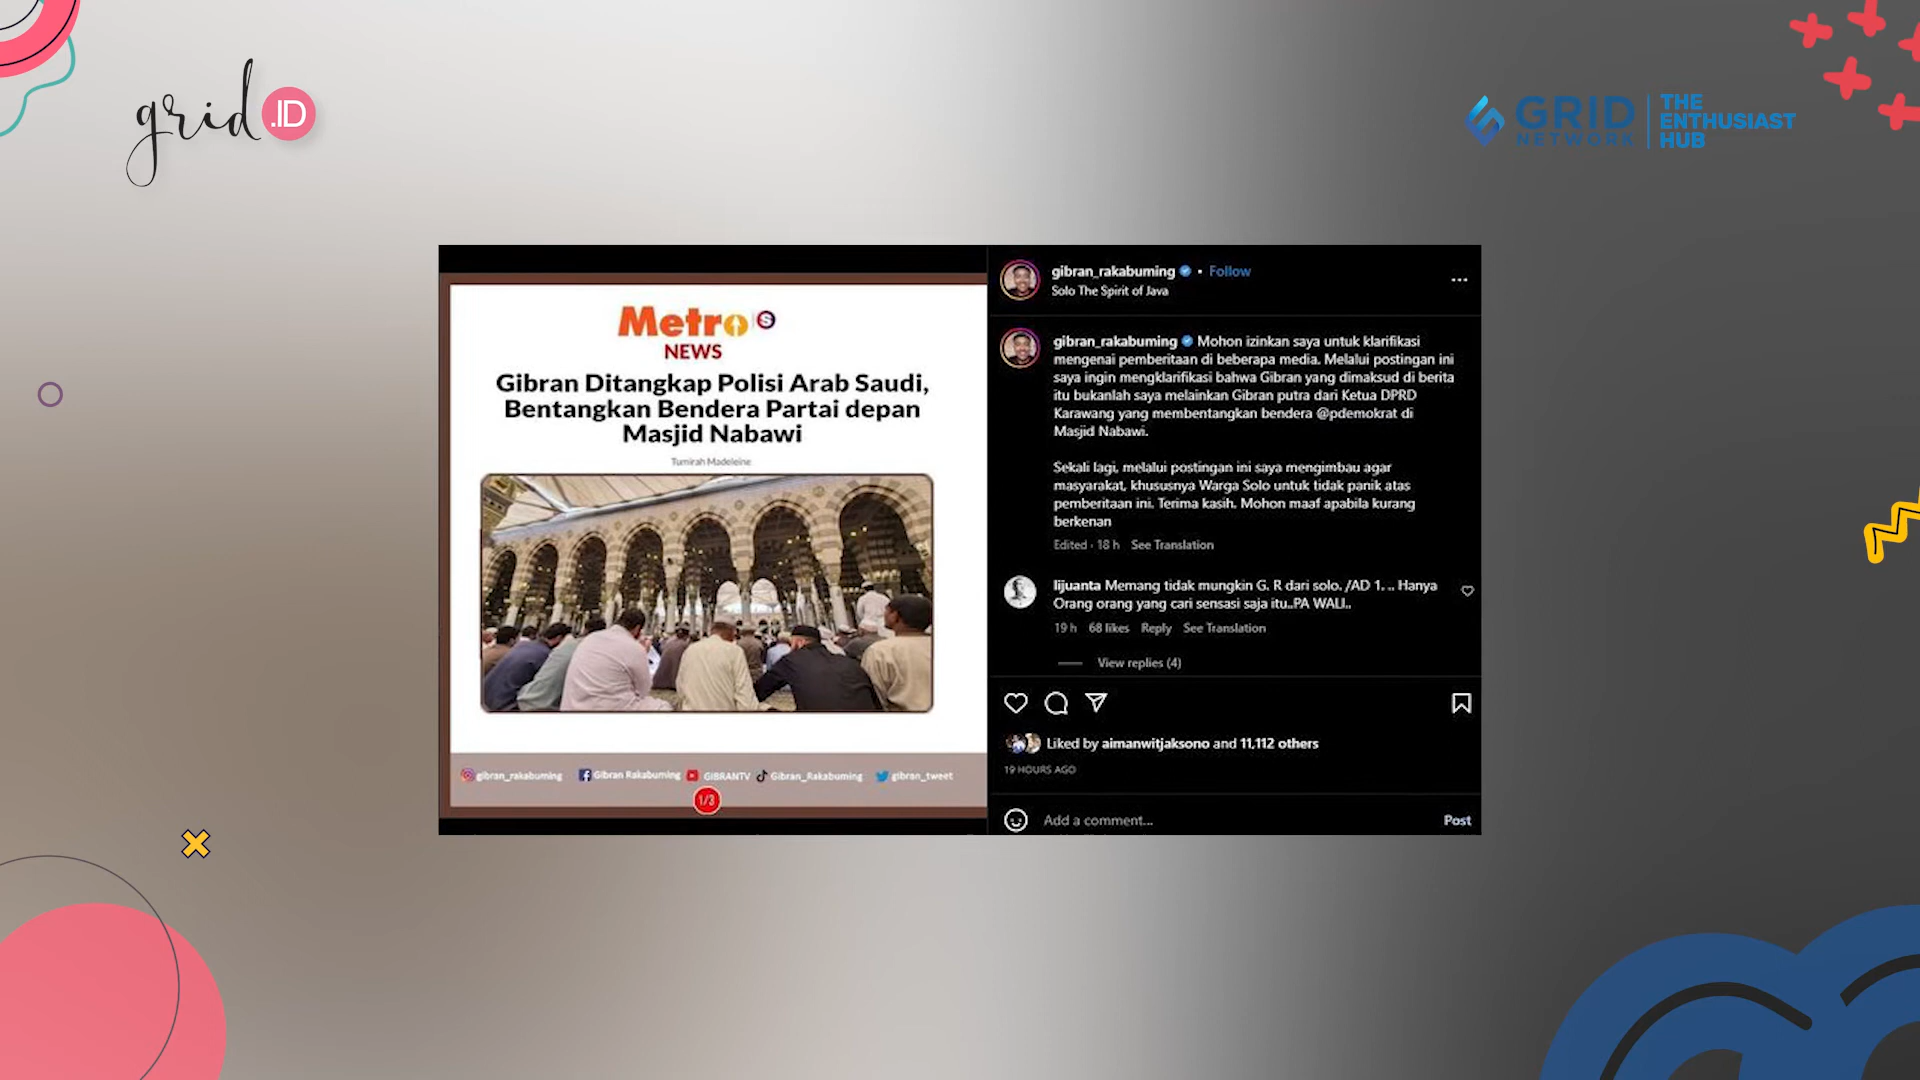 grid.ID
GRID
NETWORK
THE
ENTHUSIAST
HUB
Metro S
NEWS
Gibran Ditangkap Polisi Arab Saudi,
Bentangkan Bendera Partai depan
Masjid Nabawi
Tumirah Madeleine
gibran_rakabuming Gibran Rakabuming GIBRANTV Gibran_Rakabuming gibran_tweet
1/3
gibran_rakabuming • Follow
Solo The Spirit of Java
gibran_rakabuming Mohon izinkan saya untuk klarifikasi
mengenai pemberitaan di beberapa media. Melalui postingan ini
saya ingin mengklarifikasi bahwa Gibran yang dimaksud di berita
itu bukanlah saya melainkan Gibran putra dari Ketua DPRD
Karawang yang membentangkan bendera @pdemokrat di
Masjid Nabawi.
Sekali lagi, melalui postingan ini saya mengimbau agar
masyarakat, khususnya Warga Solo untuk tidak panik atas
pemberitaan ini. Terima kasih. Mohon maaf apabila kurang
berkenan
Edited · 18 h See Translation
lijuanta Memang tidak mungkin G. R dari solo. /AD 1. .. Hanya
Orang orang yang cari sensasi saja itu..PA WALI..
19 h 68 likes Reply See Translation
View replies (4)
Liked by aimanwitjaksono and 11,112 others
19 HOURS AGO
Add a comment... Post